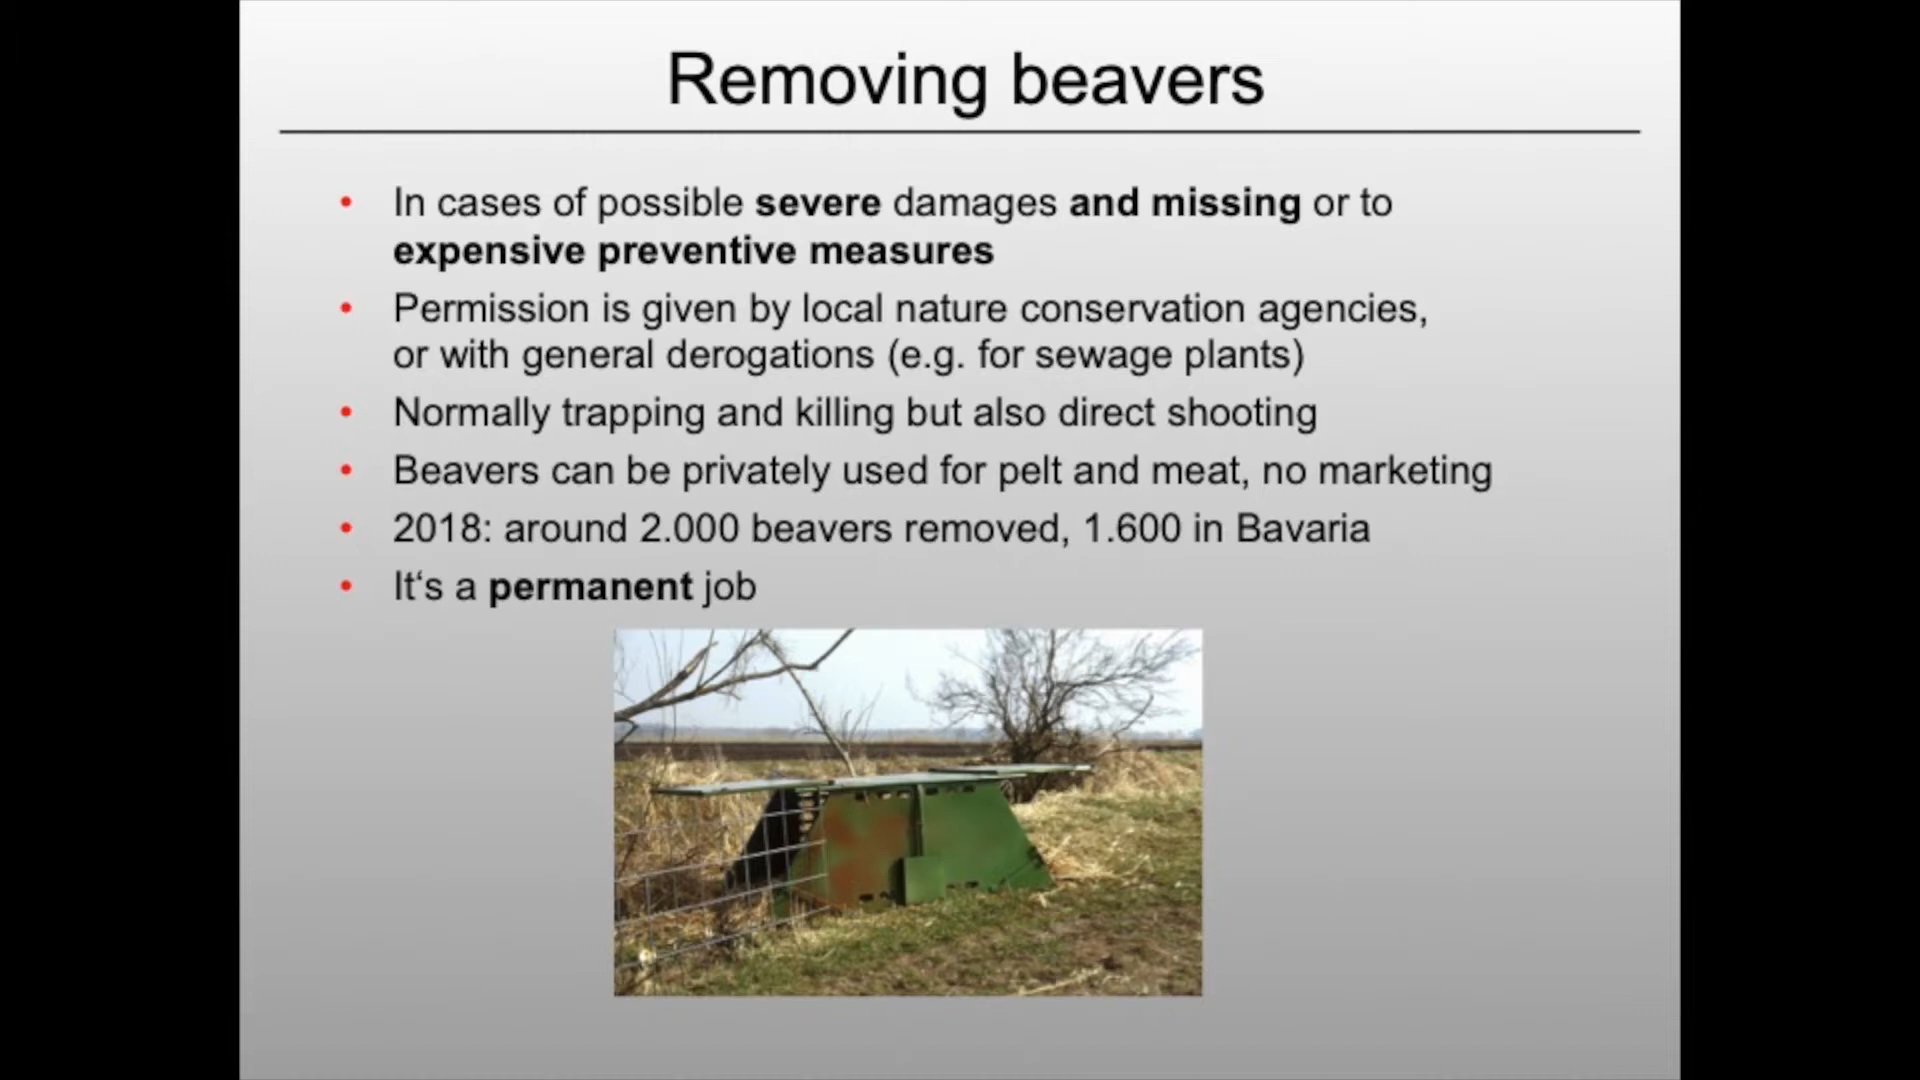 Removing beavers
• In cases of possible severe damages and missing or to
expensive preventive measures
• Permission is given by local nature conservation agencies,
or with general derogations (e.g. for sewage plants)
• Normally trapping and killing but also direct shooting
• Beavers can be privately used for pelt and meat, no marketing
• 2018: around 2.000 beavers removed, 1.600 in Bavaria
• It‘s a permanent job